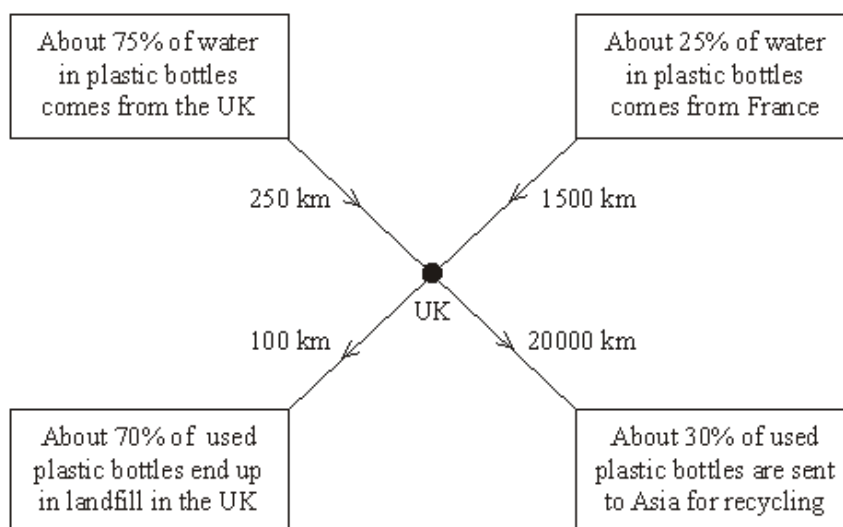 About 75% of water
in plastic bottles
comes from the UK
About 25% of water
in plastic bottles
comes from France
250 km
1500 km
UK
100 km
20000 km
About 70% of used
plastic bottles end up
in landfill in the UK
About 30% of used
plastic bottles are sent
to Asia for recycling